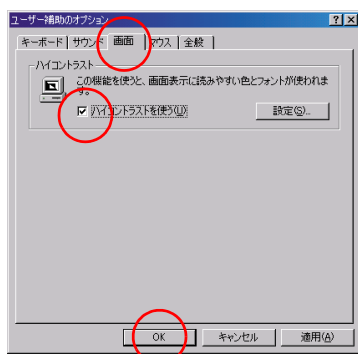 ユーザー補助のオプション
キーボード サウンド 画面 マウス 全般
ハイコントラスト
この機能を使うと、画面表示に読みやすい色とフォントが使われま
す。
ハイコントラストを使う(U)
設定(S)...
OK キャンセル 適用(A)